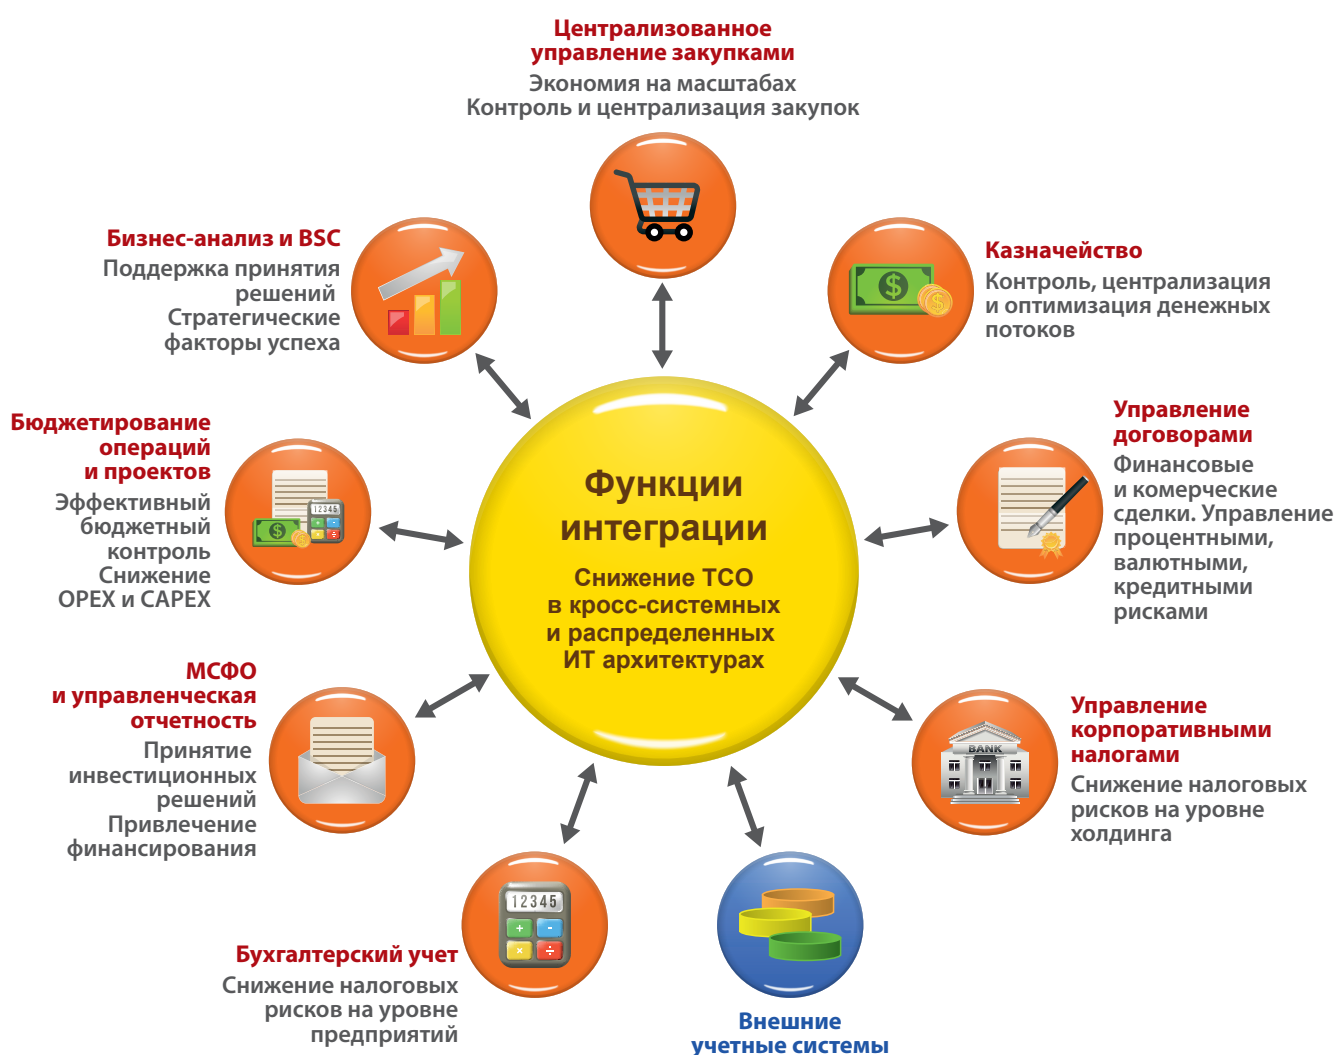 Централизованное
управление закупками
Экономия на масштабах
Контроль и централизация закупок
Бизнес-анализ и BSC
Поддержка принятия
решений
Стратегические
факторы успеха
Казначейство
Контроль, централизация
и оптимизация денежных
потоков
Бюджетирование
операций
и проектов
Эффективный
бюджетный
контроль
Снижение
OPEX и CAPEX
12345
Функции
интеграции
Снижение ТСО
в кросс-системных
и распределенных
ИТ архитектурах
Управление
договорами
Финансовые
и комерческие
сделки. Управление
процентными,
валютными,
кредитными
рисками
МСФО
и управленческая
отчетность
Принятие
инвестиционных
решений
Привлечение
финансирования
BANK
Управление
корпоративными
налогами
Снижение налоговых
рисков на уровне
холдинга
12345
Бухгалтерский учет
Снижение налоговых
рисков на уровне
предприятий
Внешние
учетные системы